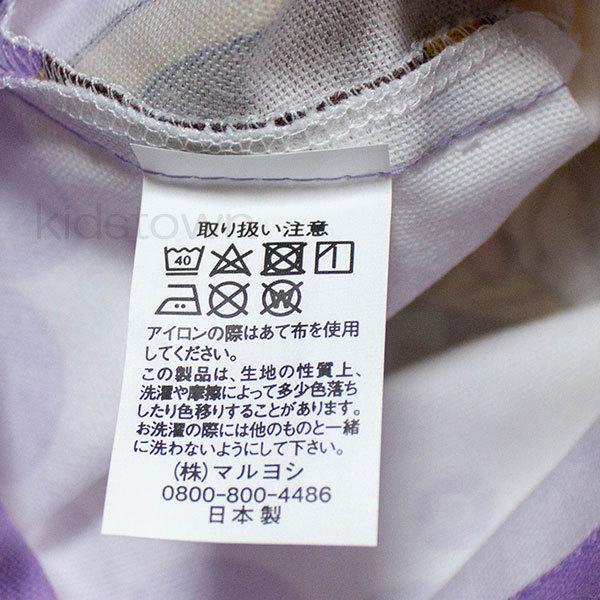 kidstown
取り扱い注意
40
W
アイロンの際はあて布を使用
してください。
この製品は、生地の性質上、
洗濯や摩擦によって多少色落ち
したり色移りすることがあります。
お洗濯の際には他のものと一緒
に洗わないようにして下さい。
(株)マルヨシ
0800-800-4486
日本製